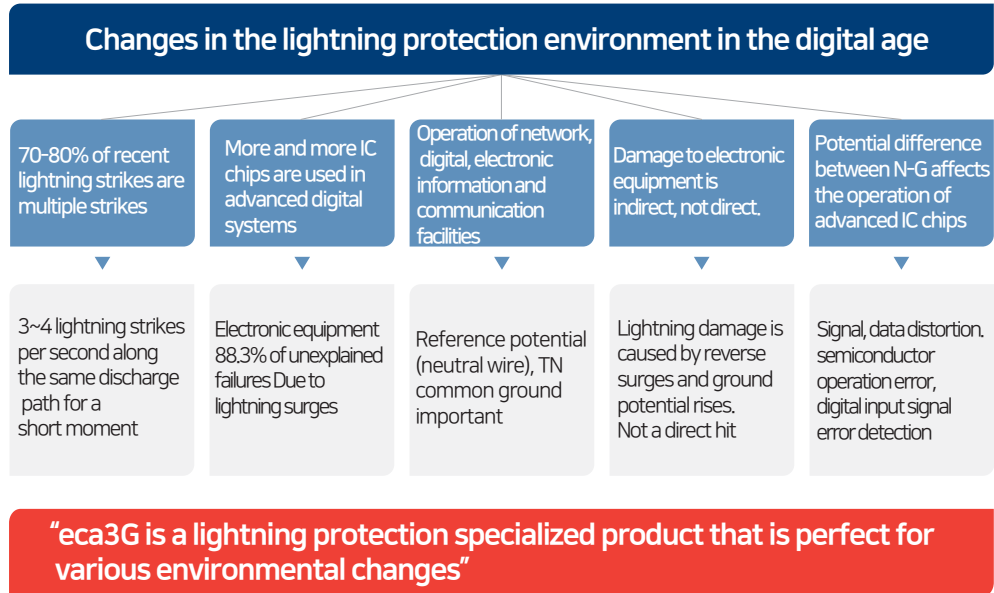 Changes in the lightning protection environment in the digital age
70-80% of recent
lightning strikes are
multiple strikes
More and more IC
chips are used in
advanced digital
systems
Operation of network,
digital, electronic
information and
communication
facilities
Damage to electronic
equipment is
indirect, not direct.
Potential difference
between N-G affects
the operation of
advanced IC chips
3~4 lightning strikes
per second along
the same discharge
path for a
short moment
Electronic equipment
88.3% of unexplained
failures Due to
lightning surges
Reference potential
(neutral wire), TN
common ground
important
Lightning damage is
caused by reverse
surges and ground
potential rises.
Not a direct hit
Signal, data distortion.
semiconductor
operation error,
digital input signal
error detection
“eca3G is a lightning protection specialized product that is perfect for
various environmental changes”